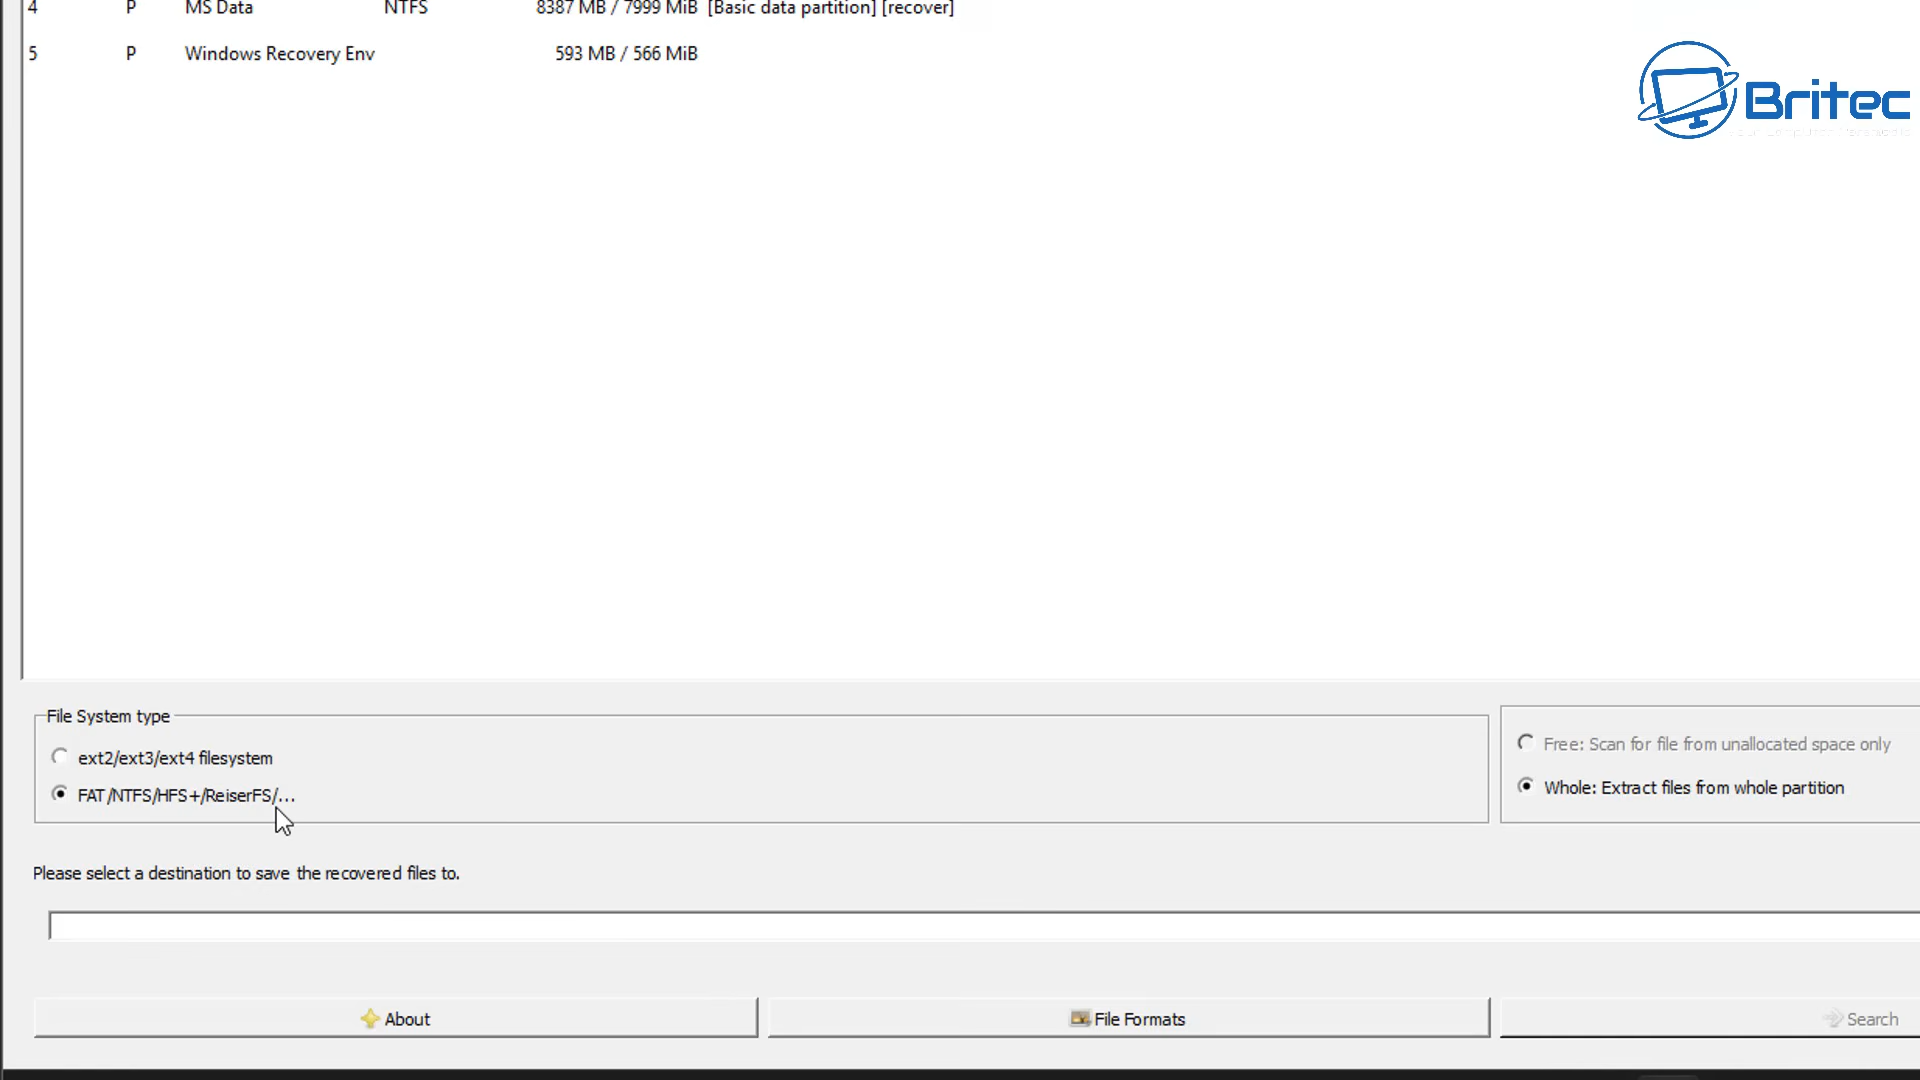 4 P MS Data NTFS 8387 MB / 7999 MiB [Basic data partition] [recover]
5 P Windows Recovery Env 593 MB / 566 MiB
Britec
File System type
ext2/ext3/ext4 filesystem
FAT/NTFS/HFS+/ReiserFS/...
Free: Scan for file from unallocated space only
Whole: Extract files from whole partition
Please select a destination to save the recovered files to.
About
File Formats
Search